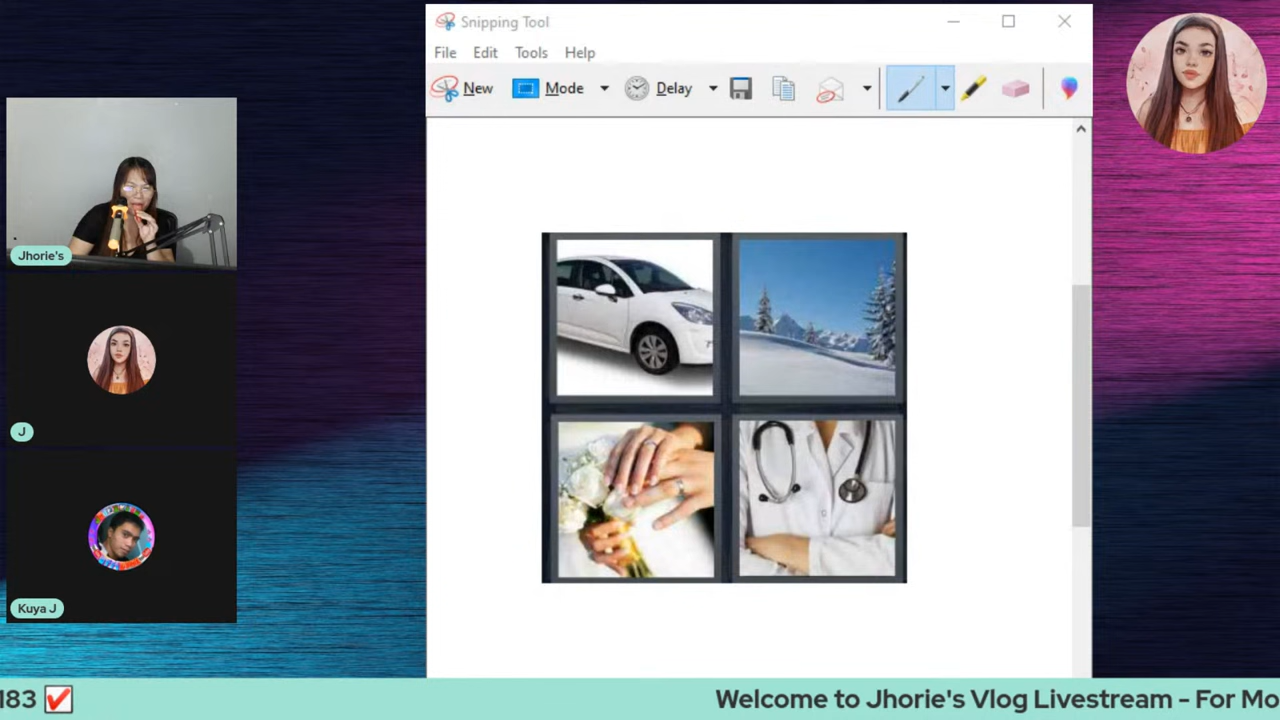 Snipping Tool
File Edit Tools Help
New Mode Delay
Jhorie's
J
Kuya J
183 Welcome to Jhorie's Vlog Livestream - For Mo